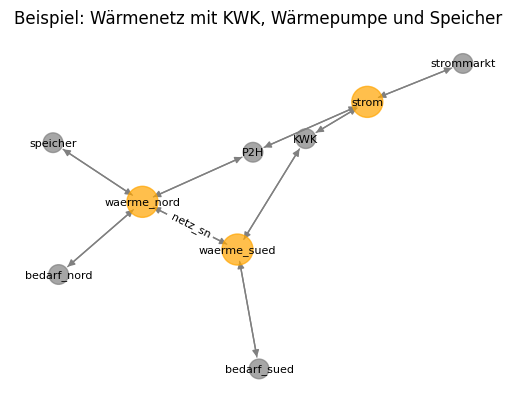 Beispiel: Wärmenetz mit KWK, Wärmepumpe und Speicher
strommarkt
strom
KWK
speicher
P2H
waerme_nord
netz_sn
waerme_sued
bedarf_nord
bedarf_sued